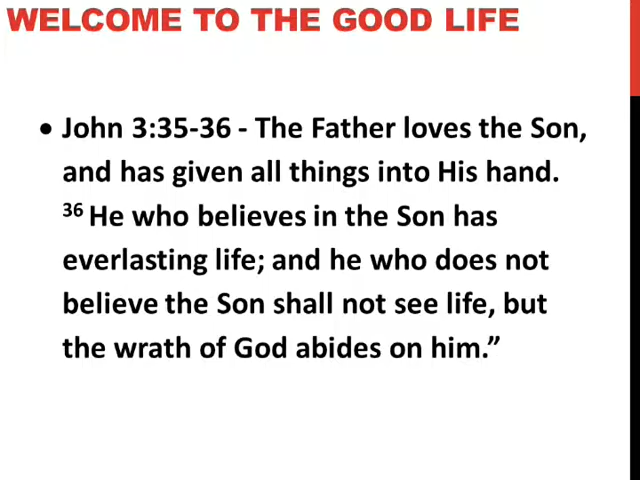 WELCOME TO THE GOOD LIFE
• John 3:35-36 - The Father loves the Son,
and has given all things into His hand.
36 He who believes in the Son has
everlasting life; and he who does not
believe the Son shall not see life, but
the wrath of God abides on him.”